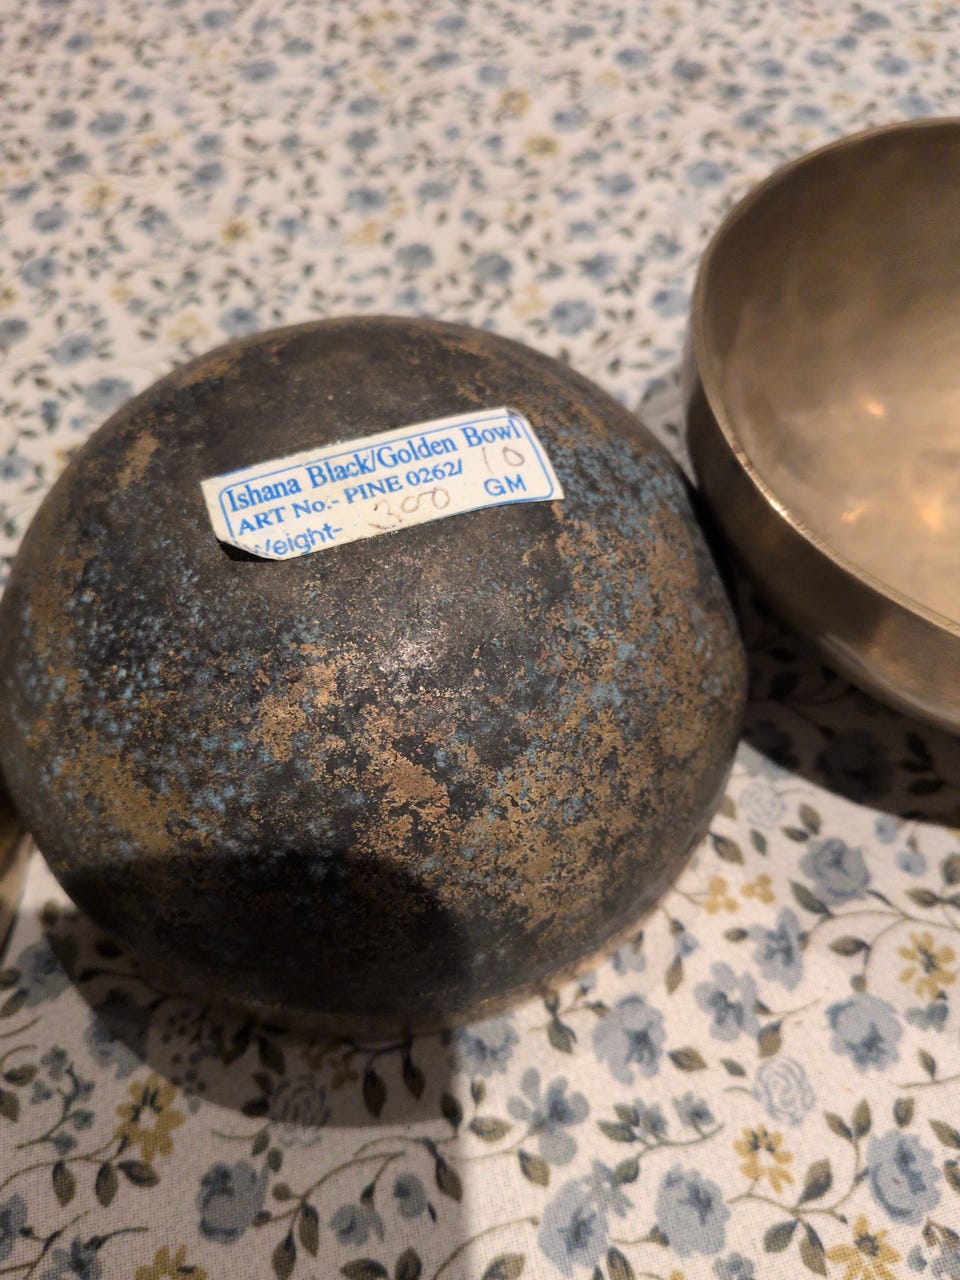 Ishana Black/Golden Bowl
ART No:- PINE 0262/ 10
Weight- 300 GM